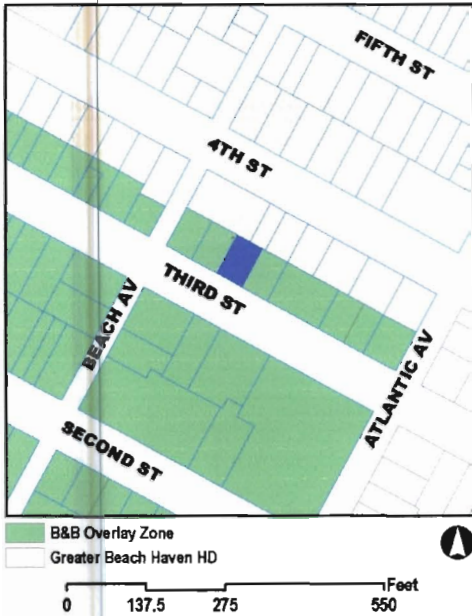 FIFTH ST
4TH ST
THIRD ST
BEACH AV
ATLANTIC AV
SECOND ST
B&B Overlay Zone
Greater Beach Haven HD
Feet
0 137.5 275 550